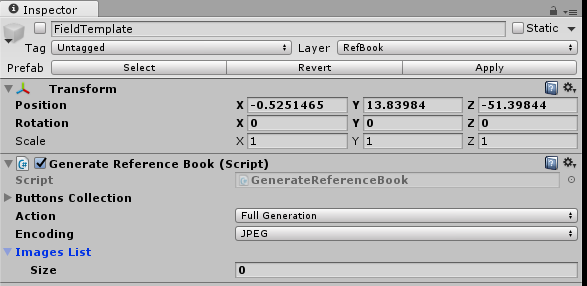 Inspector
FieldTemplate Static
Tag Untagged Layer RefBook
Prefab Select Revert Apply
Transform
Position X -0.5251465 Y 13.83984 Z -51.39844
Rotation X 0 Y 0 Z 0
Scale X 1 Y 1 Z 1
Generate Reference Book (Script)
Script GenerateReferenceBook
Buttons Collection
Action Full Generation
Encoding JPEG
Images List
Size 0